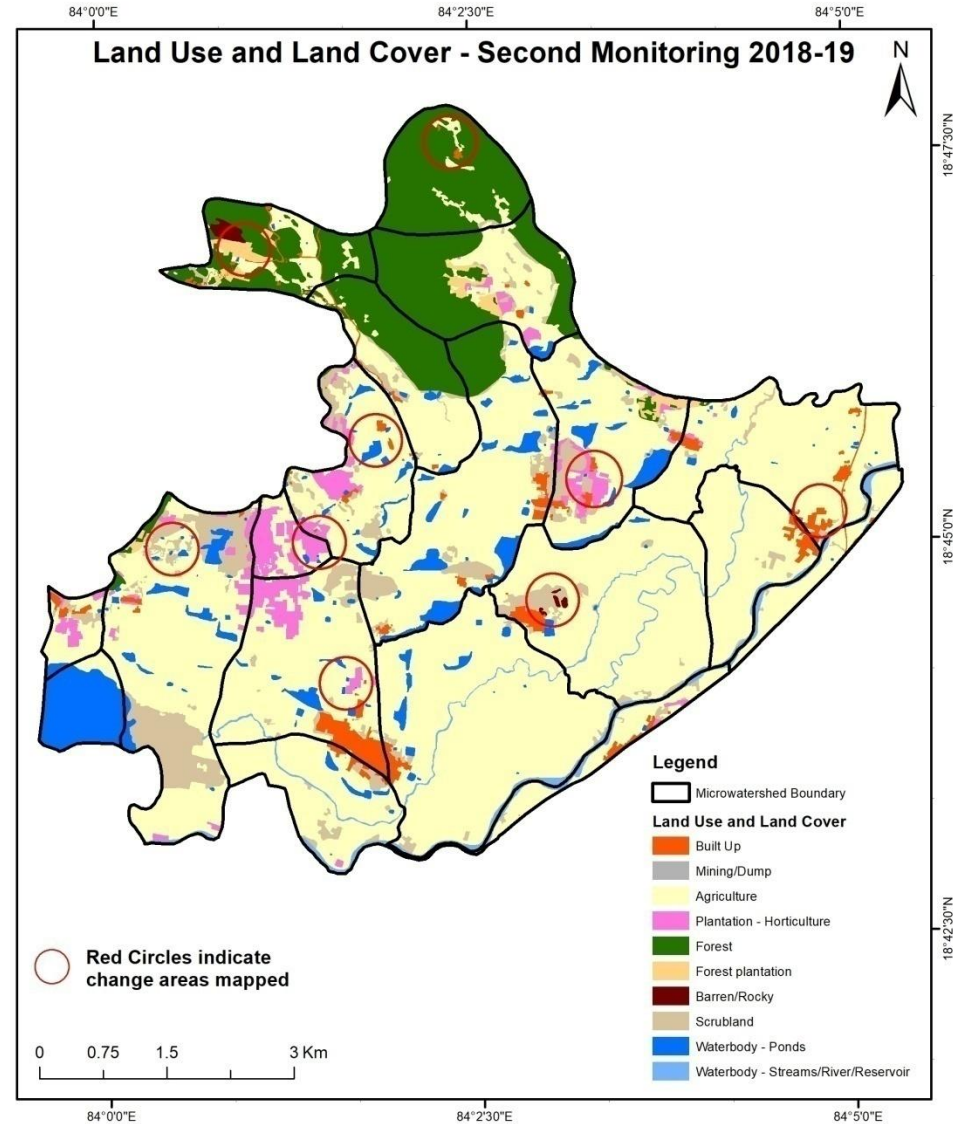 84°0'0"E
84°2'30"E
84°5'0"E
Land Use and Land Cover - Second Monitoring 2018-19
N
18°47'30"N
18°45'0"N
18°42'30"N
Legend
Microwatershed Boundary
Land Use and Land Cover
Built Up
Mining/Dump
Agriculture
Plantation - Horticulture
Forest
Forest plantation
Barren/Rocky
Scrubland
Waterbody - Ponds
Waterbody - Streams/River/Reservoir
Red Circles indicate
change areas mapped
0 0.75 1.5 3 Km
84°0'0"E
84°2'30"E
84°5'0"E